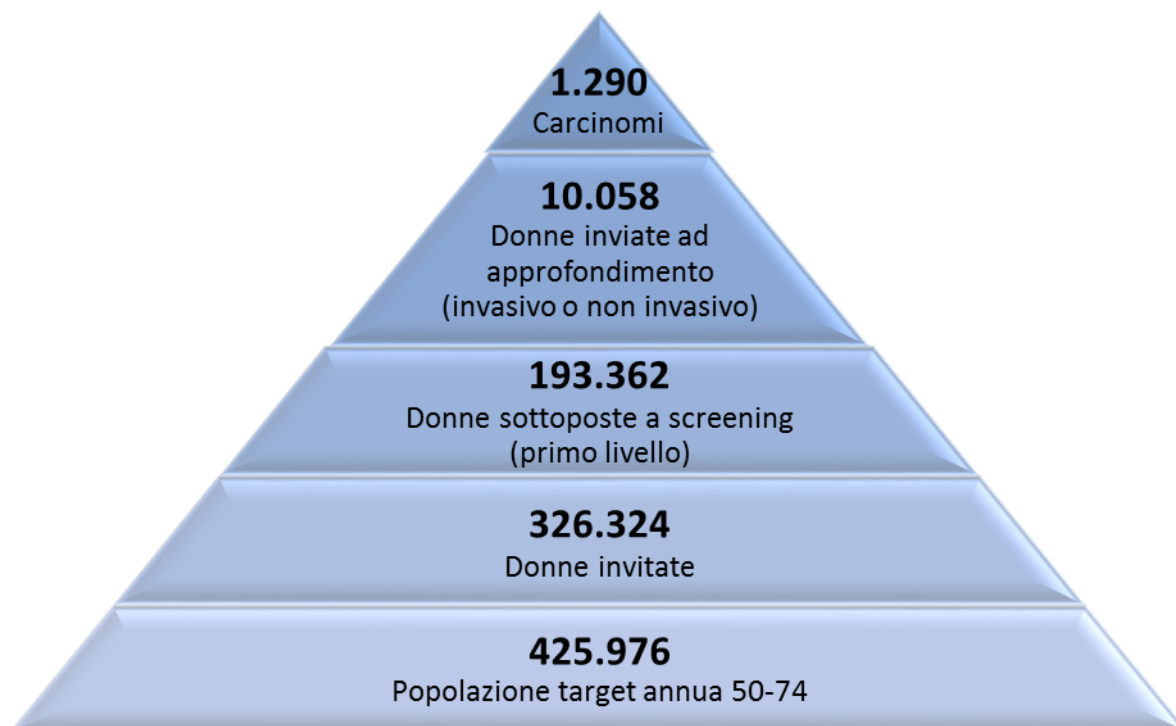 1.290
Carcinomi
10.058
Donne inviate ad
approfondimento
(invasivo o non invasivo)
193.362
Donne sottoposte a screening
(primo livello)
326.324
Donne invitate
425.976
Popolazione target annua 50-74